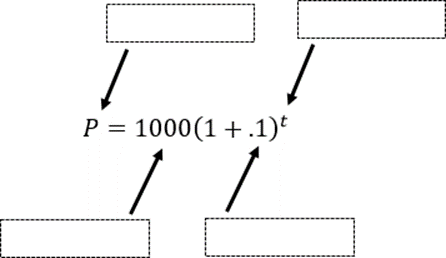 P = 1000(1 + .1)^t